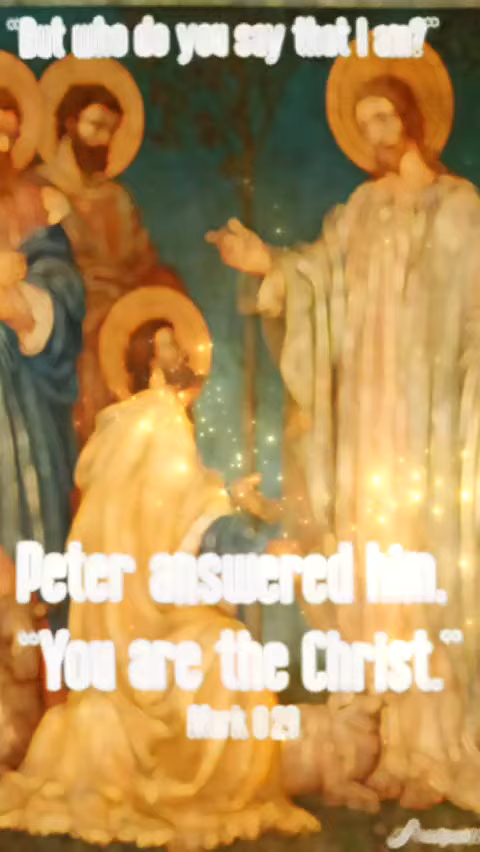 "But who do you say that I am?"
Peter answered him.
"You are the Christ."
Mark 8:29